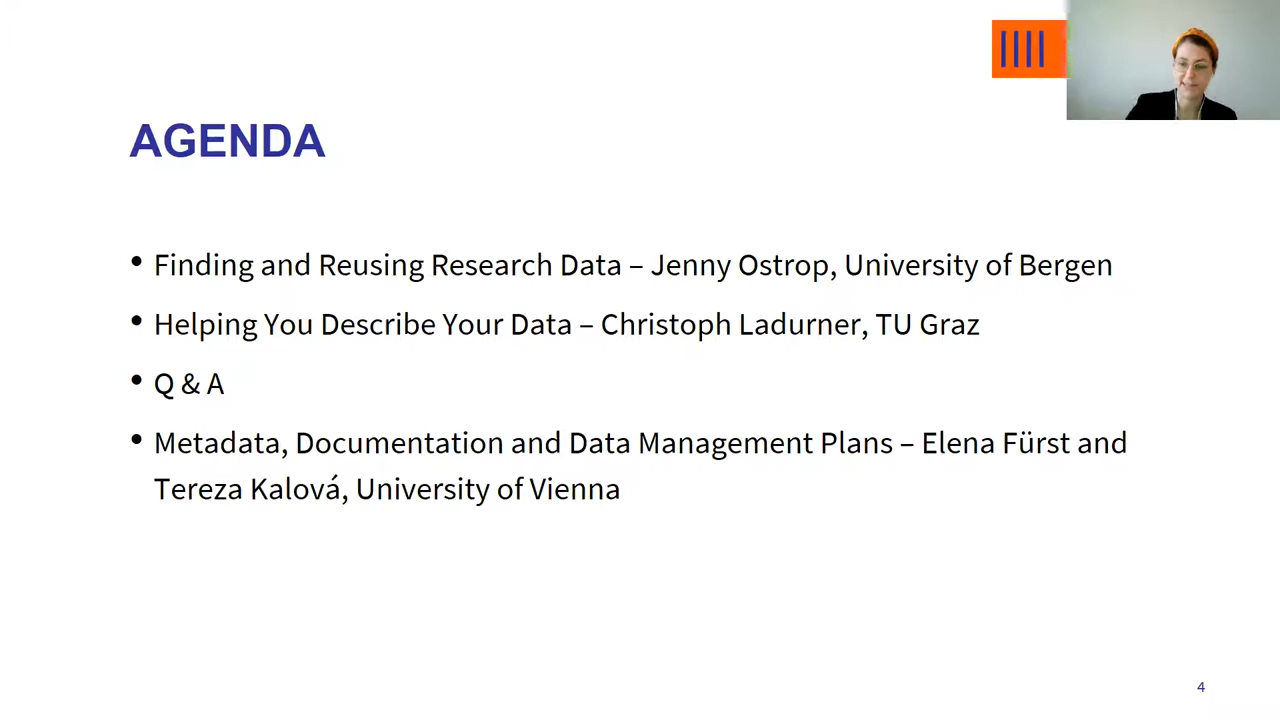 AGENDA
• Finding and Reusing Research Data – Jenny Ostrop, University of Bergen
• Helping You Describe Your Data – Christoph Ladurner, TU Graz
• Q & A
• Metadata, Documentation and Data Management Plans – Elena Fürst and
Tereza Kalová, University of Vienna
4